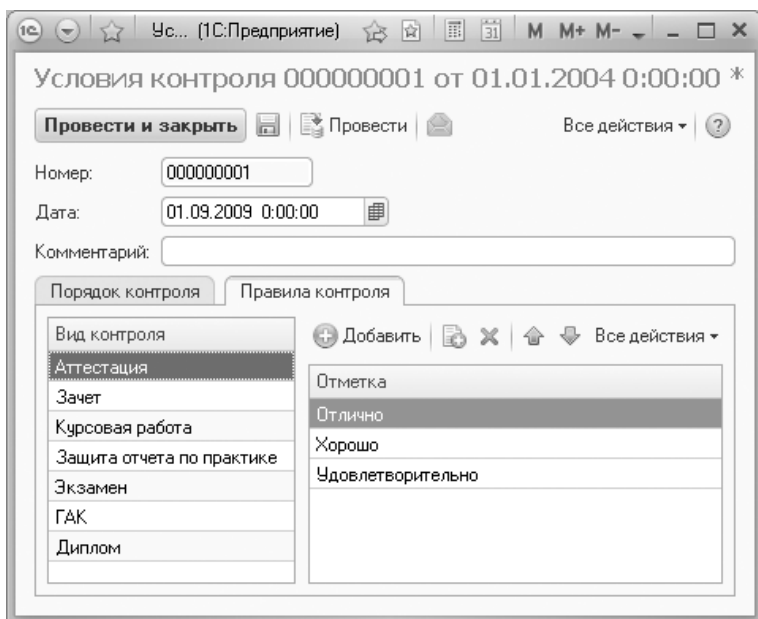 1С Ус... (1С:Предприятие) 31 M M+ M-
Условия контроля 000000001 от 01.01.2004 0:00:00 *
Провести и закрыть Провести Все действия ?
Номер: 000000001
Дата: 01.09.2009 0:00:00
Комментарий:
Порядок контроля Правила контроля
Вид контроля
Аттестация
Зачет
Курсовая работа
Защита отчета по практике
Экзамен
ГАК
Диплом
Добавить Все действия
Отметка
Отлично
Хорошо
Удовлетворительно